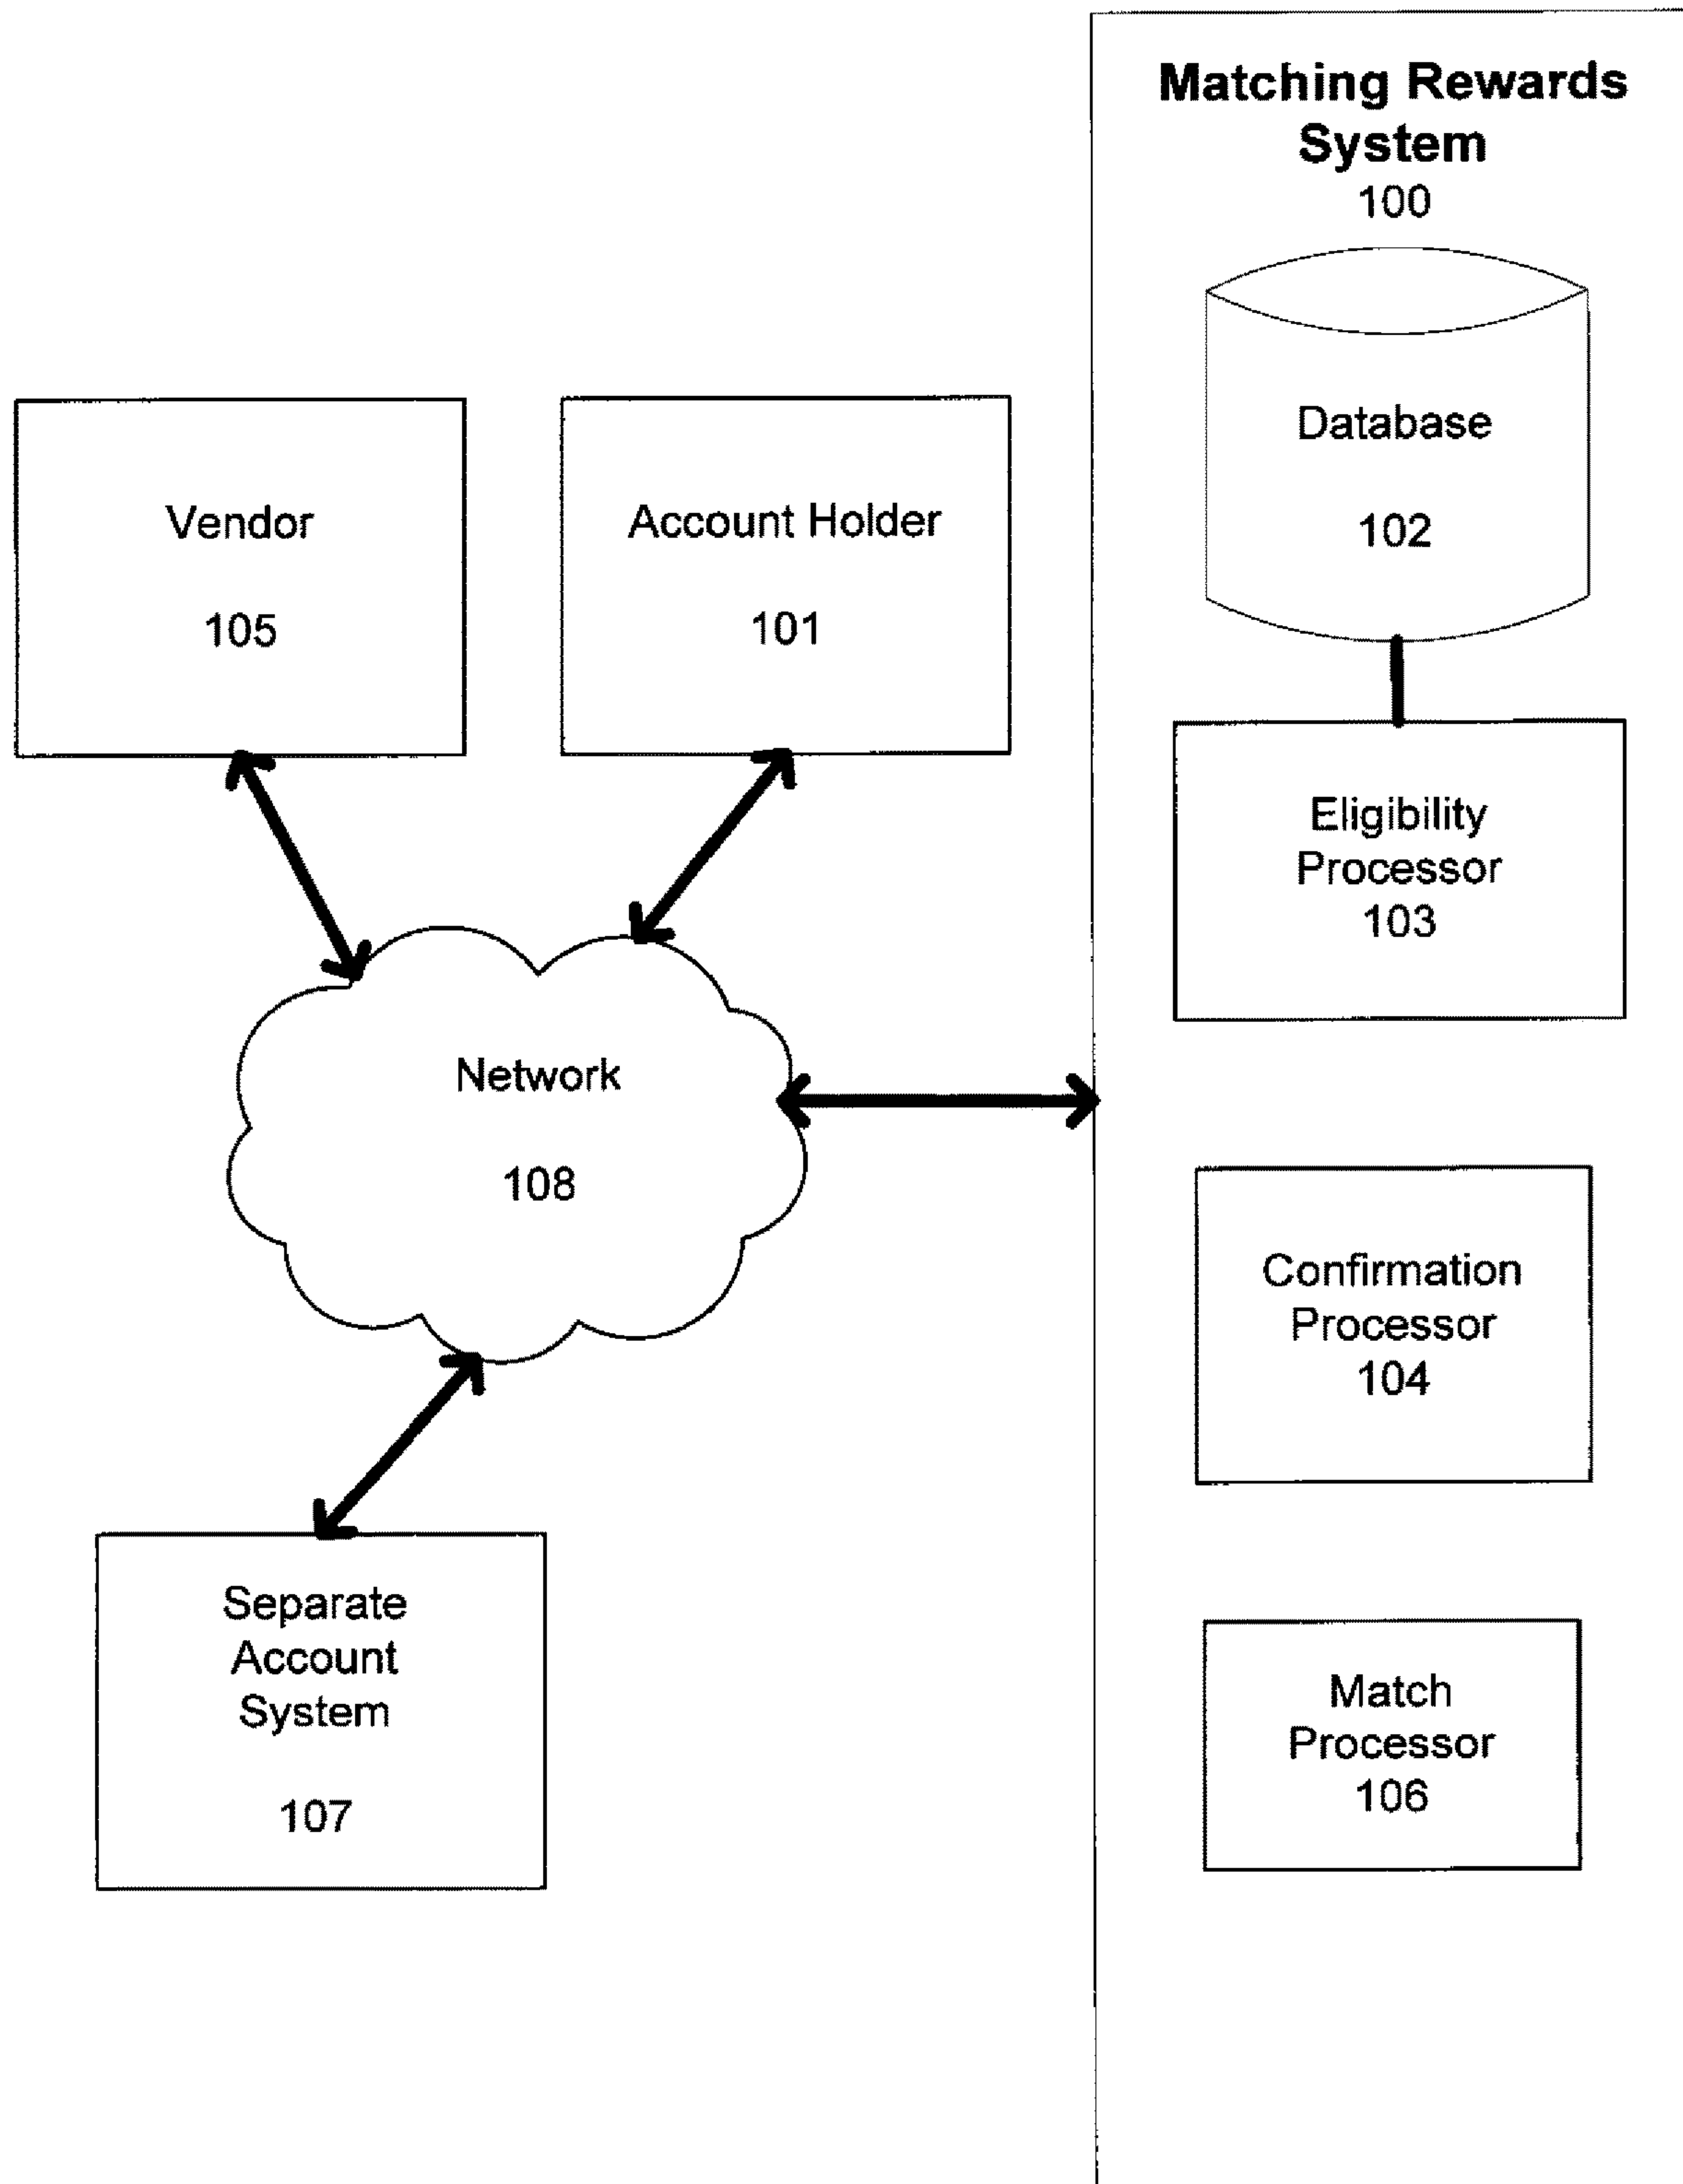 Matching Rewards
System
100
Database
102
Vendor
105
Account Holder
101
Eligibility
Processor
103
Network
108
Confirmation
Processor
104
Separate
Account
System
107
Match
Processor
106